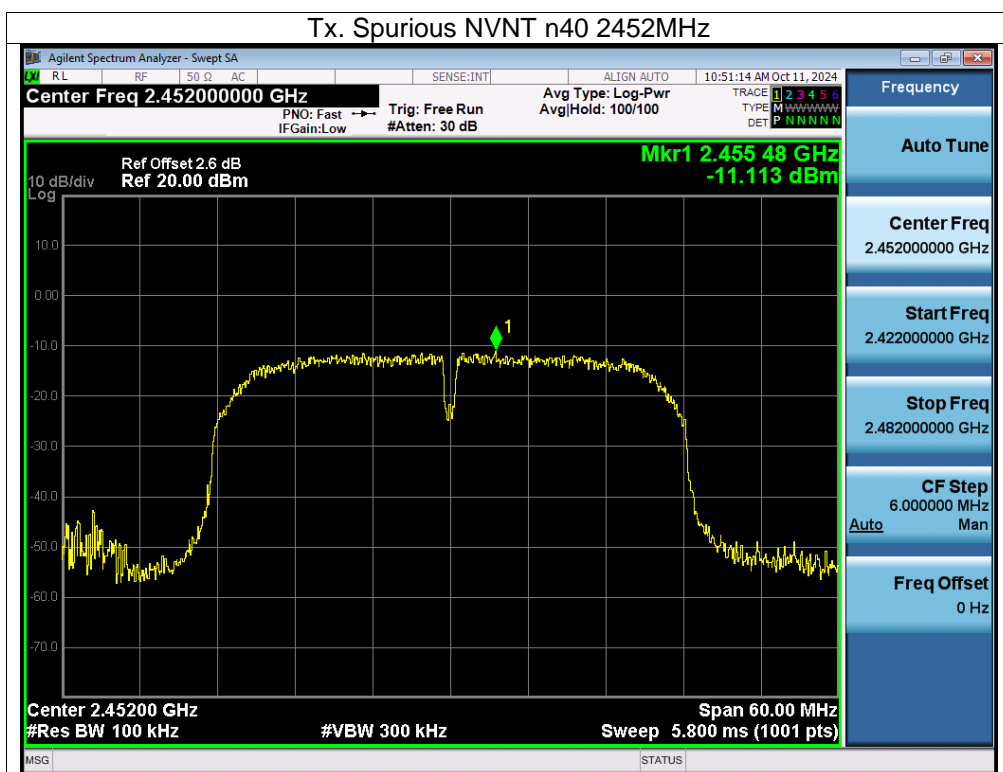 Tx. Spurious NVNT n40 2452MHz
Agilent Spectrum Analyzer - Swept SA
LXI RL RF 50 Ω AC SENSE:INT ALIGN AUTO 10:51:14 AM Oct 11, 2024
Center Freq 2.452000000 GHz
PNO: Fast
IFGain:Low
Trig: Free Run
#Atten: 30 dB
Avg Type: Log-Pwr
Avg|Hold: 100/100
TRACE 1 2 3 4 5 6
TYPE M WWWWW
DET P N N N N N
Ref Offset 2.6 dB
10 dB/div Ref 20.00 dBm
Log
Mkr1 2.455 48 GHz
-11.113 dBm
10.0
0.00
-10.0
-20.0
-30.0
-40.0
-50.0
-60.0
-70.0
1
Center 2.45200 GHz Span 60.00 MHz
#Res BW 100 kHz #VBW 300 kHz Sweep 5.800 ms (1001 pts)
MSG STATUS
Frequency
Auto Tune
Center Freq
2.452000000 GHz
Start Freq
2.422000000 GHz
Stop Freq
2.482000000 GHz
CF Step
6.000000 MHz
Auto Man
Freq Offset
0 Hz